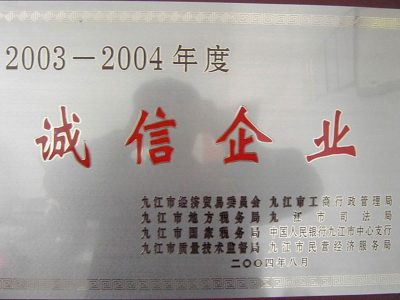 2003－2004年度
诚信企业
九江市经济贸易委员会 九江市工商行政管理局
九江市地方税务局 九江市司法局
九江市国家税务局 中国人民银行九江市中心支行
九江市质量技术监督局 九江市民营经济服务局
二〇〇四年八月